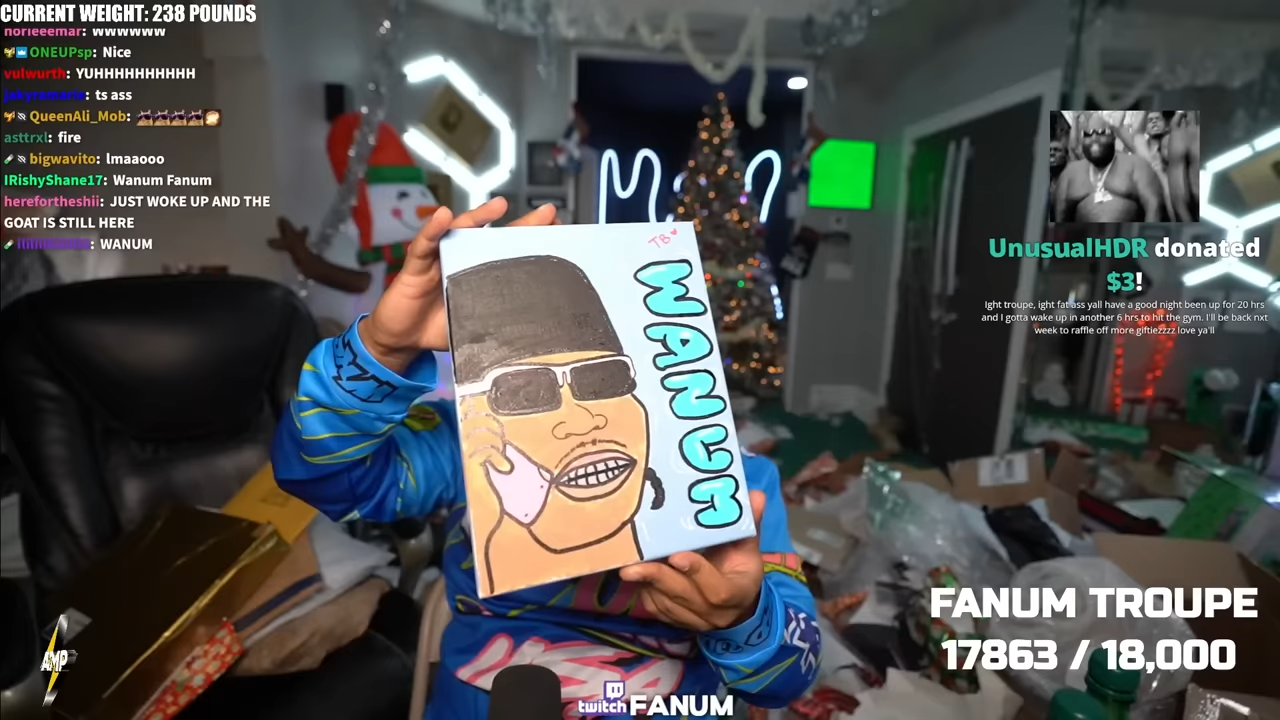 CURRENT WEIGHT: 238 POUNDS
norieeemar: wwwwww
ONEUPsp: Nice
vulwurth: YUHHHHHHHHHH
jakyramaria: ts ass
QueenAli_Mob:
asttrxl: fire
bigwavito: lmaaooo
IRishyShane17: Wanum Fanum
herefortheshii: JUST WOKE UP AND THE
GOAT IS STILL HERE
WANUM
TB
WANUM
UnusualHDR donated
$3!
Ight troupe, ight fat ass yall have a good night been up for 20 hrs
and I gotta wake up in another 6 hrs to hit the gym. I'll be back nxt
week to raffle off more giftiezzzz love ya'll
FANUM TROUPE
17863 / 18,000
AMP
twitch FANUM